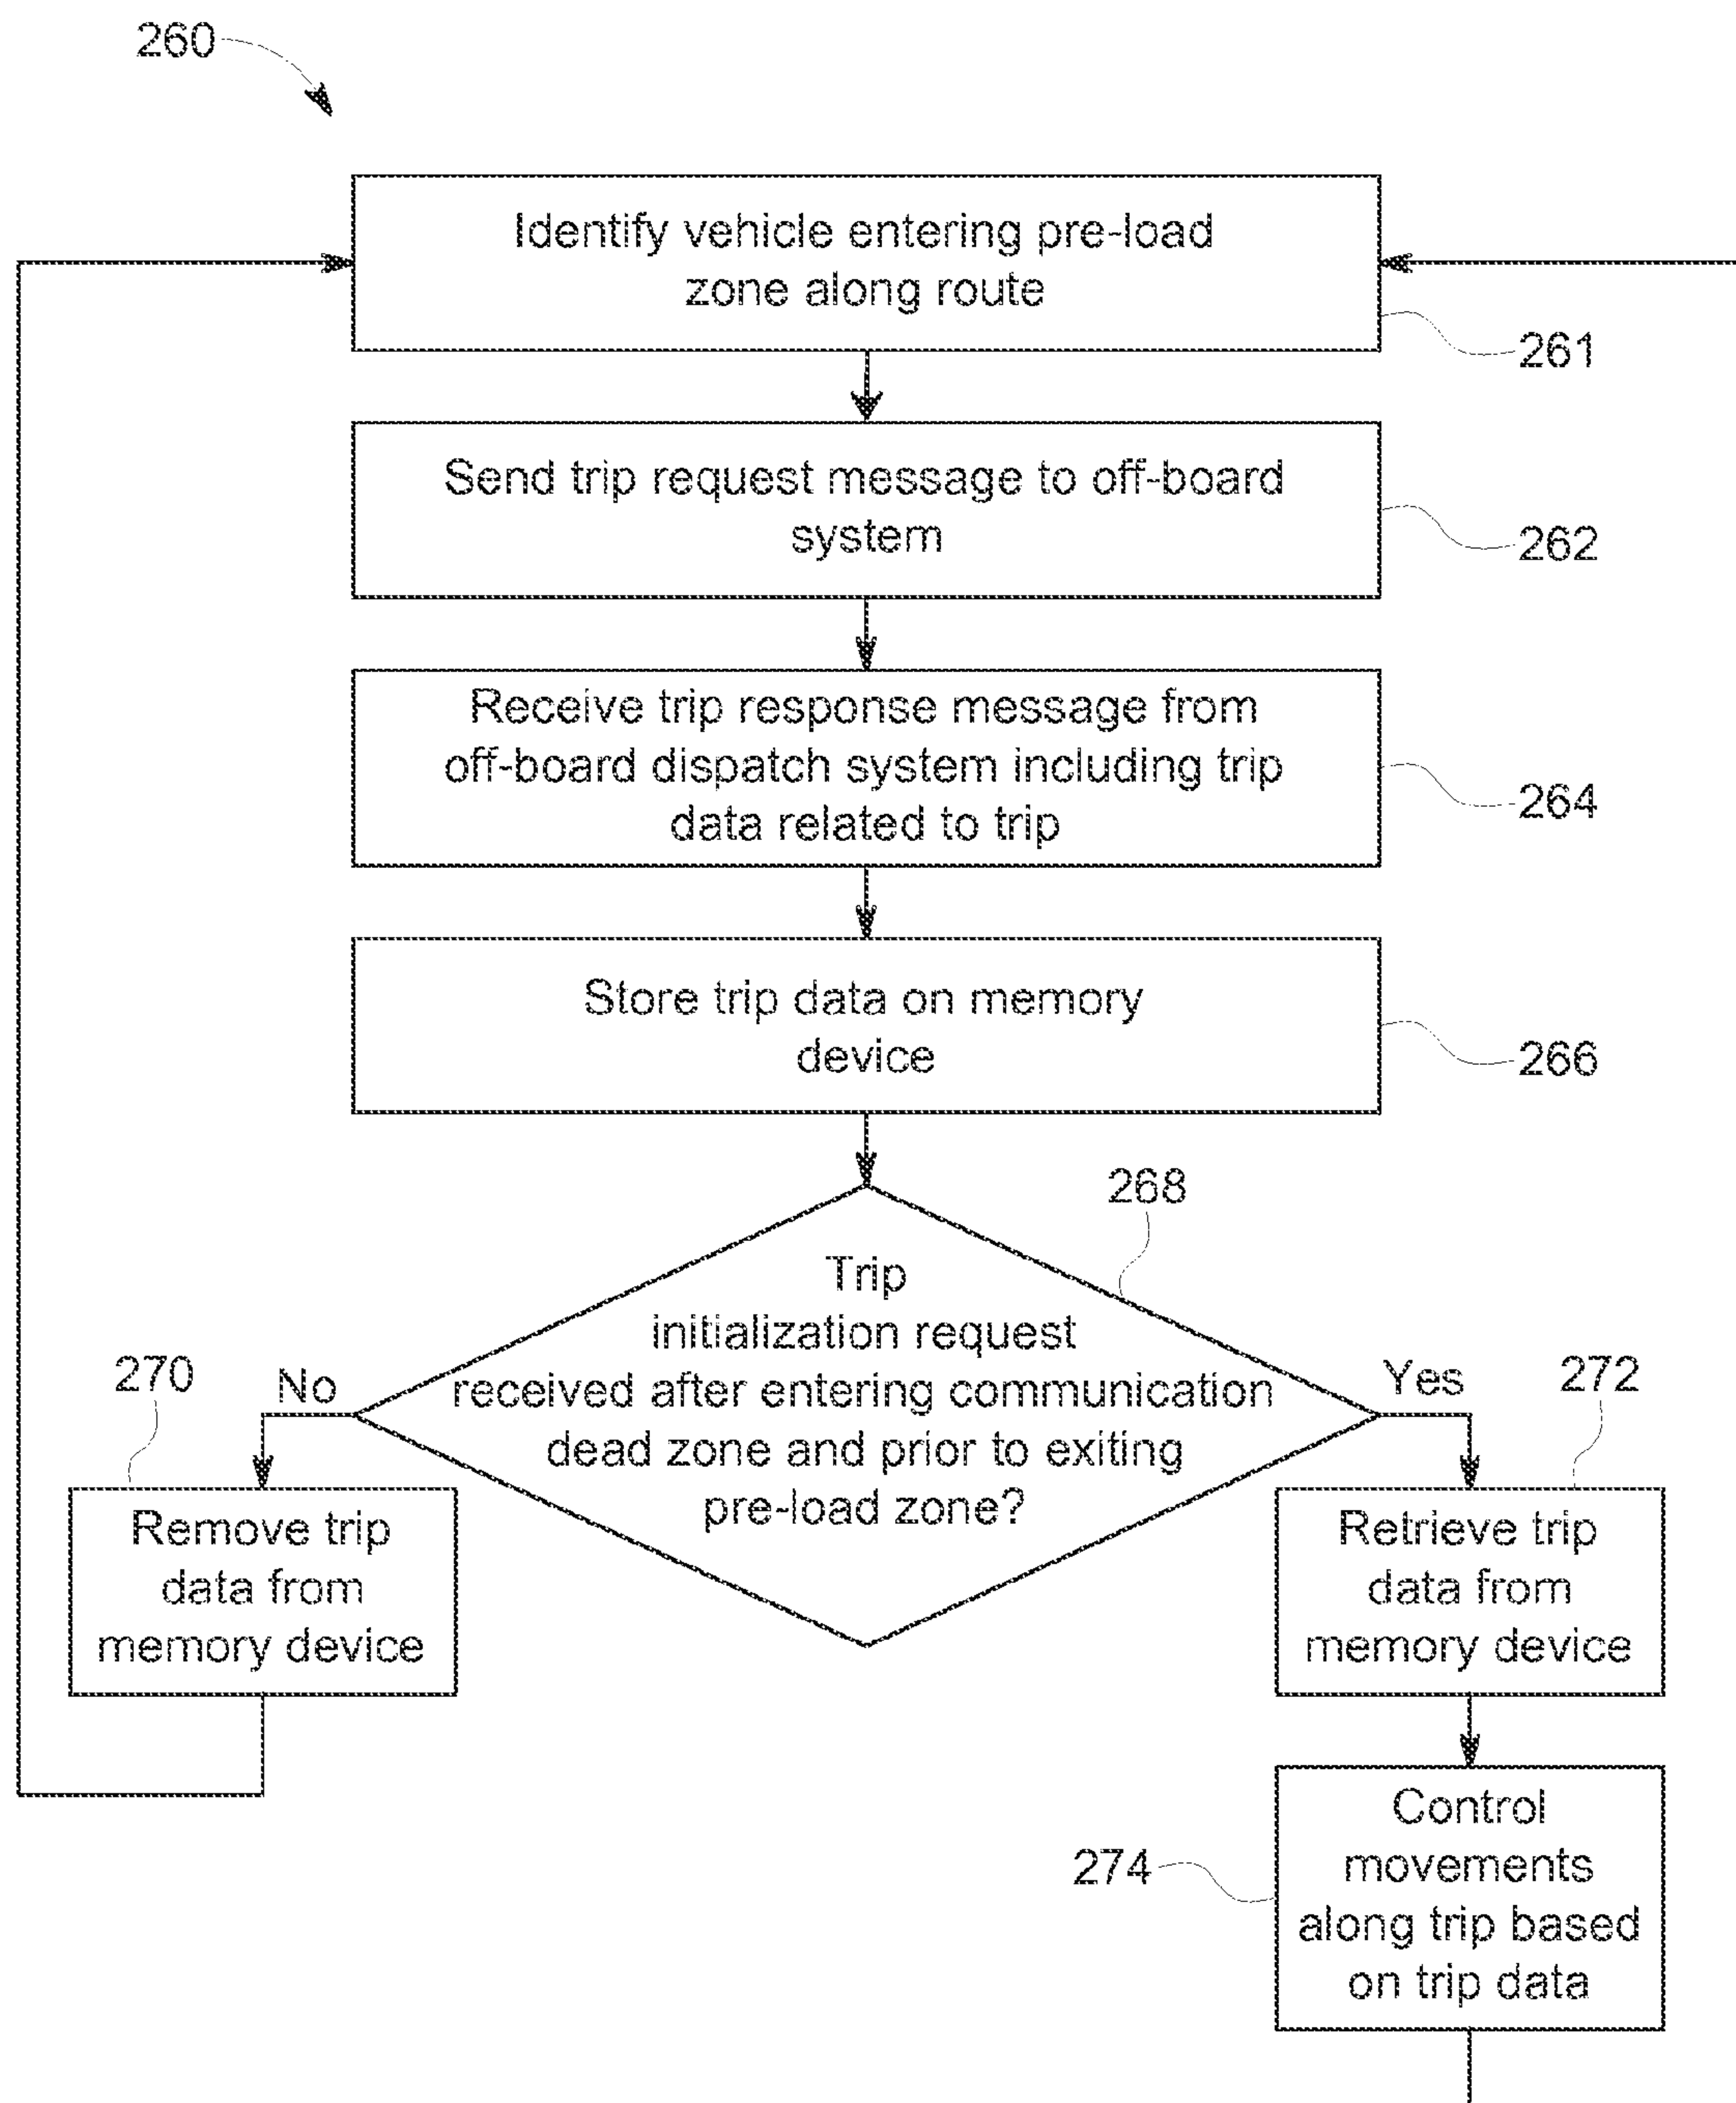 260
Identify vehicle entering pre-load
zone along route
261
Send trip request message to off-board
system
262
Receive trip response message from
off-board dispatch system including trip
data related to trip
264
Store trip data on memory
device
266
268
Trip
initialization request
received after entering communication
dead zone and prior to exiting
pre-load zone?
No
270
Remove trip
data from
memory device
Yes
272
Retrieve trip
data from
memory device
274
Control
movements
along trip based
on trip data